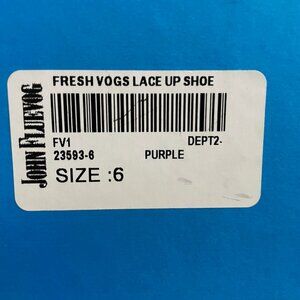 JOHN FLUEVOG
FRESH VOGS LACE UP SHOE
FV1 DEPT2-
23593-6 PURPLE
SIZE :6